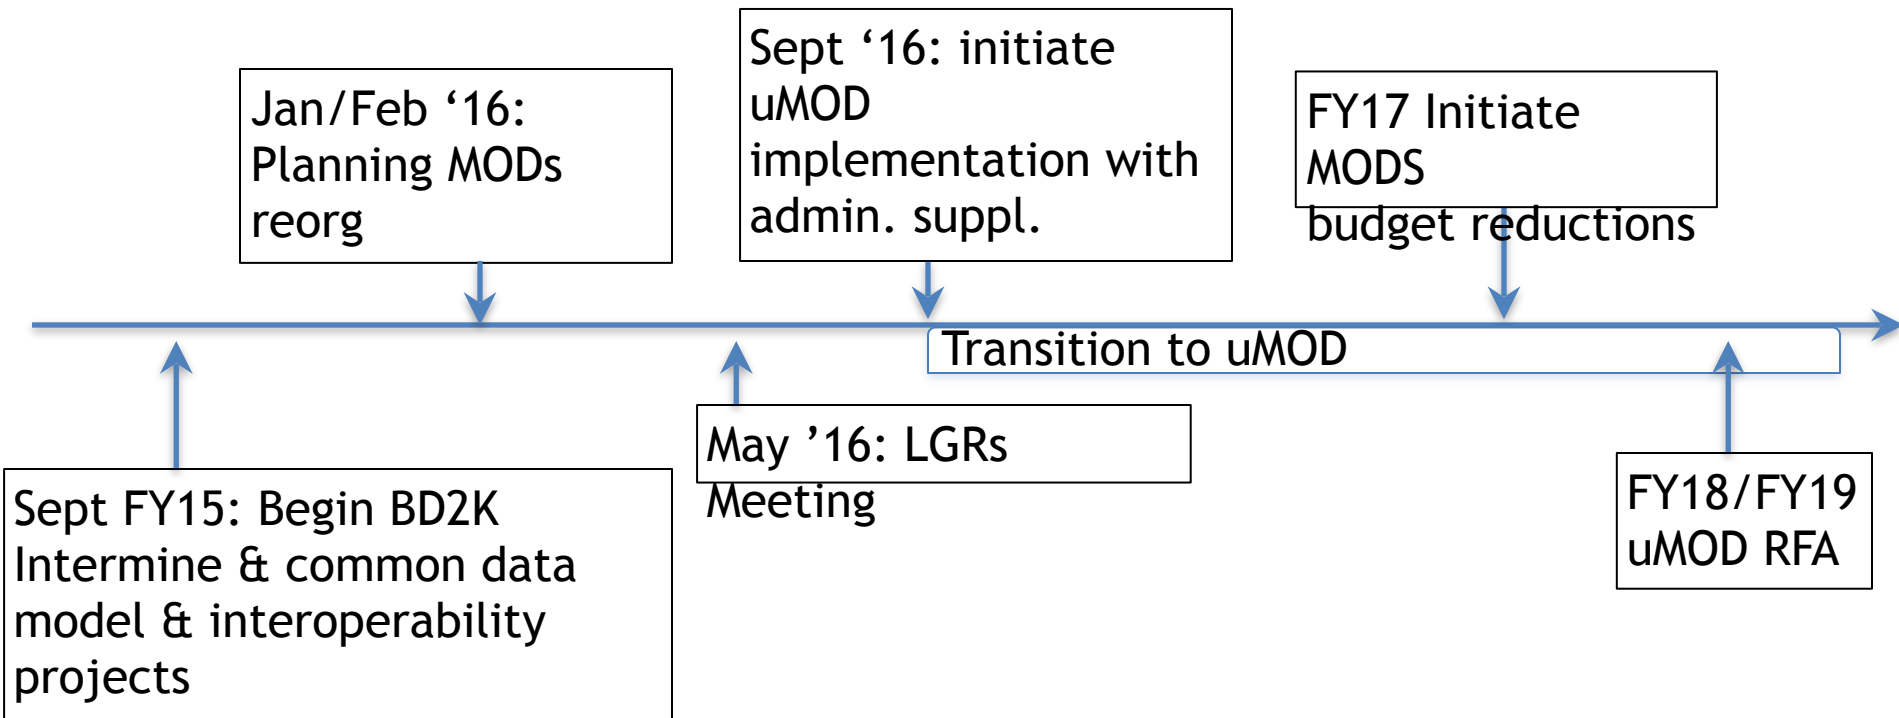 Sept ‘16: initiate
uMOD
implementation with
admin. suppl.
Jan/Feb ‘16:
Planning MODs
reorg
FY17 Initiate
MODS
budget reductions
Transition to uMOD
May ’16: LGRs
Meeting
Sept FY15: Begin BD2K
Intermine & common data
model & interoperability
projects
FY18/FY19
uMOD RFA